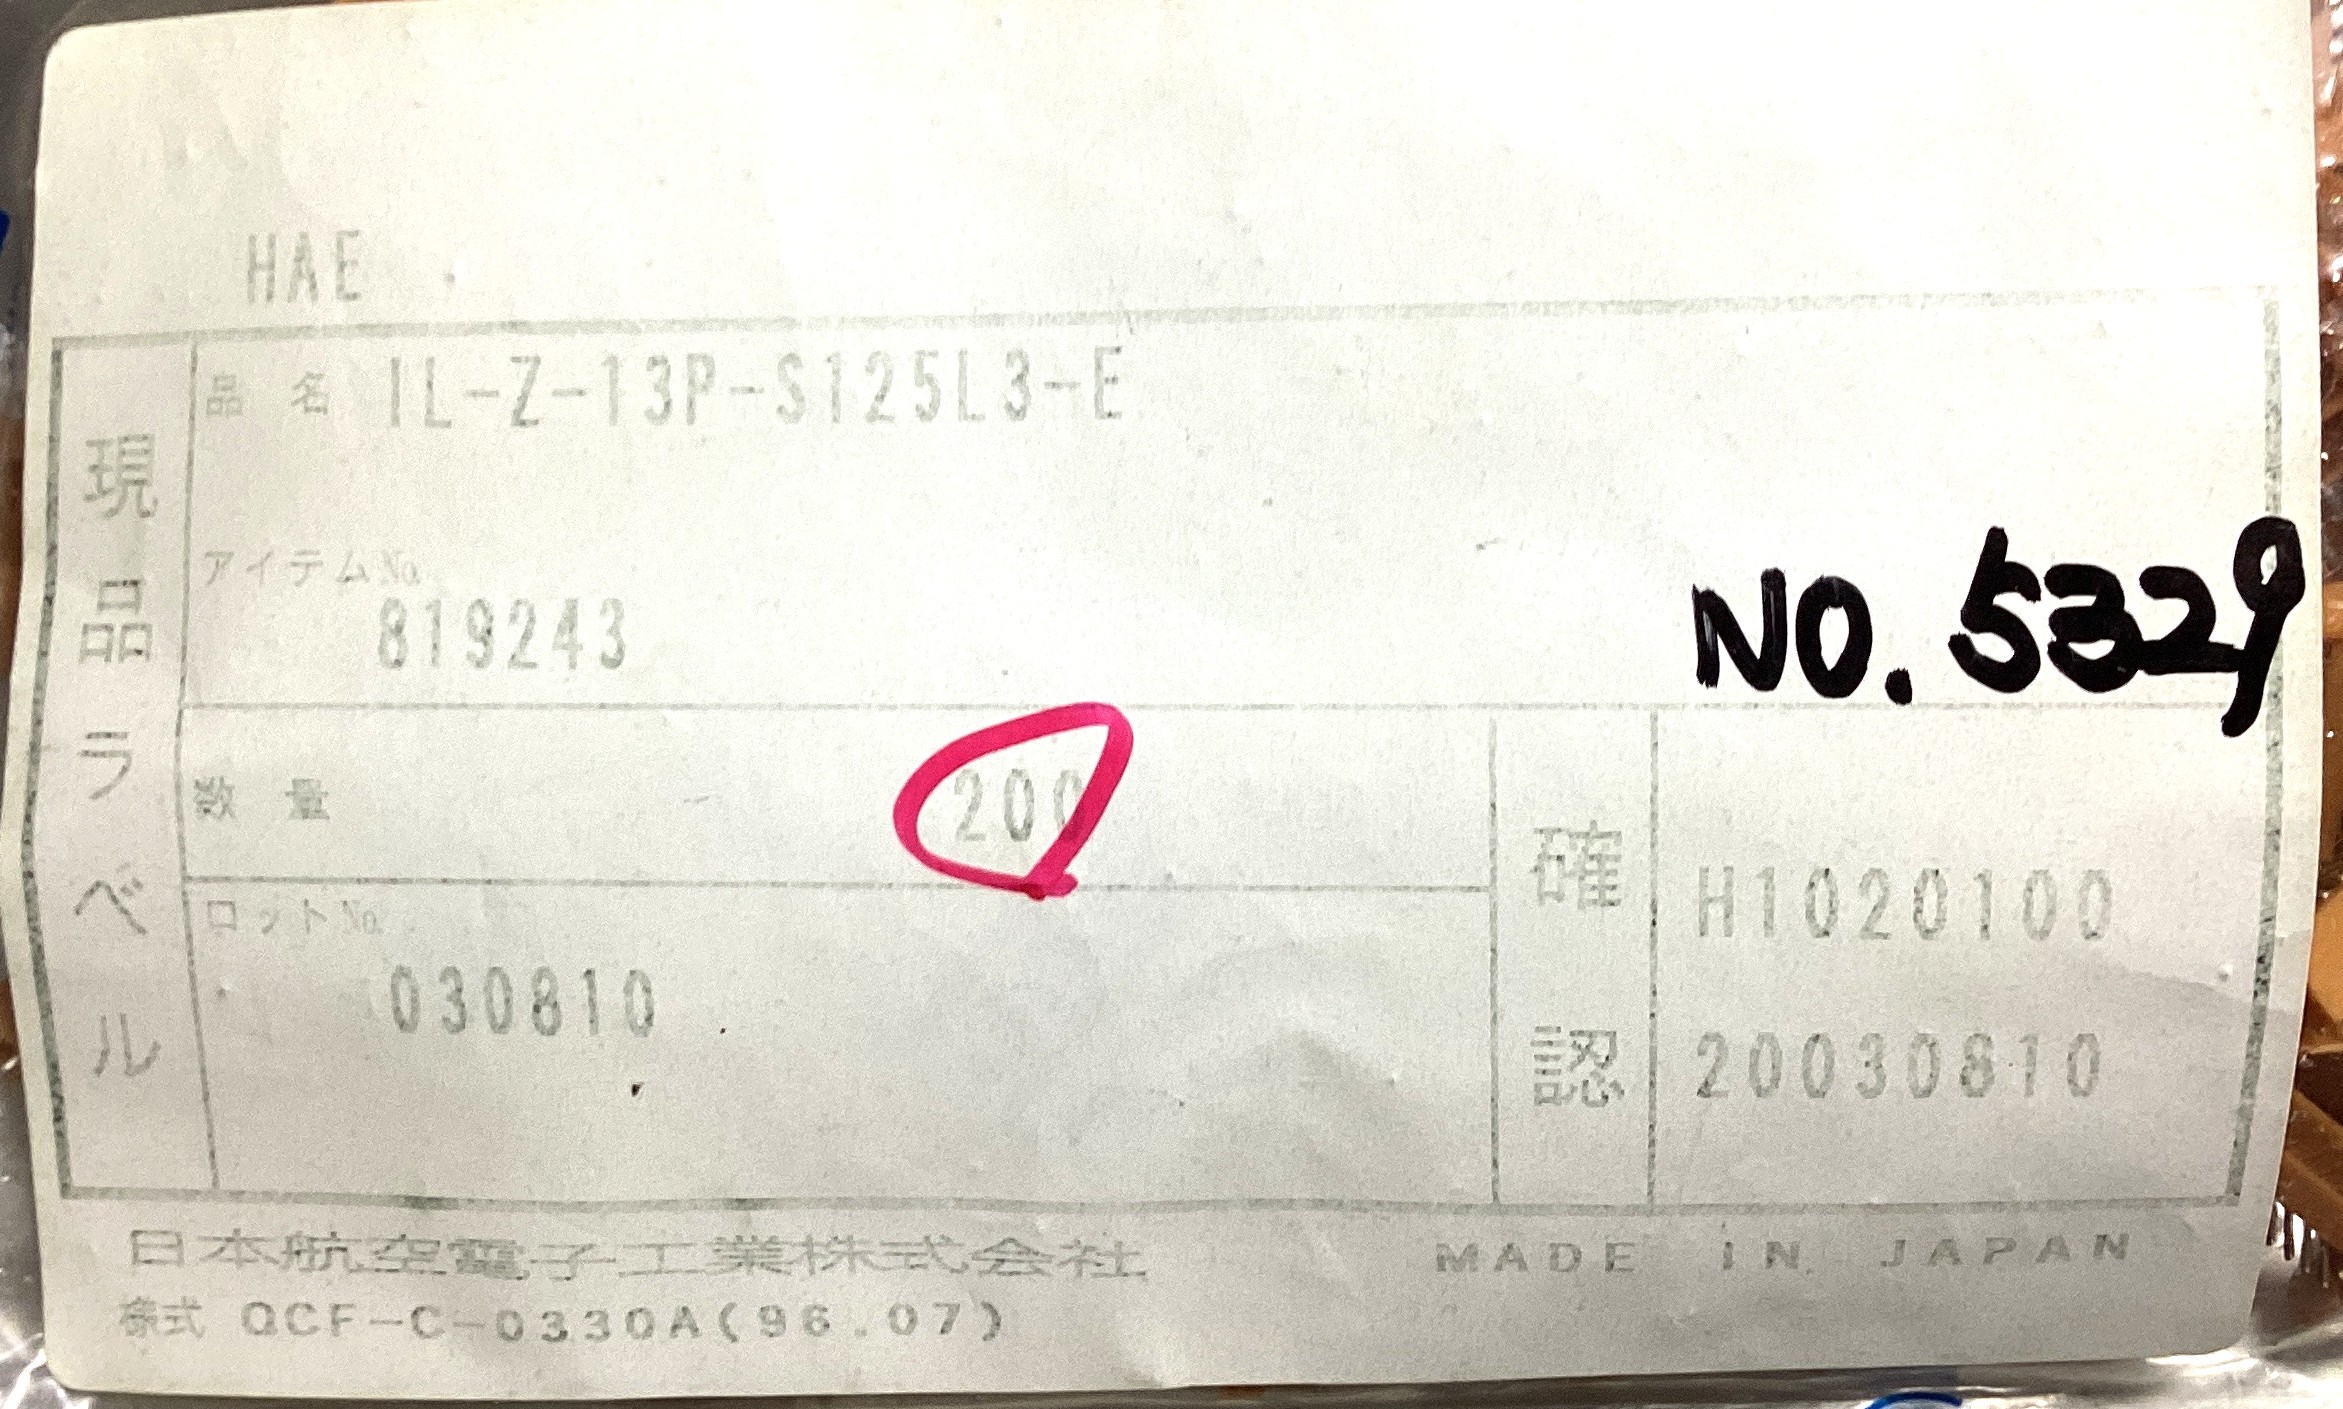 HAE
現品ラベル
品名 IL-Z-13P-S125L3-E
アイテムNo.
819243
NO. 5329
数量 200
ロットNo.
030810
確認
H1020100
20030810
日本航空電子工業株式会社 MADE IN JAPAN
様式 QCF-C-0330A(96.07)